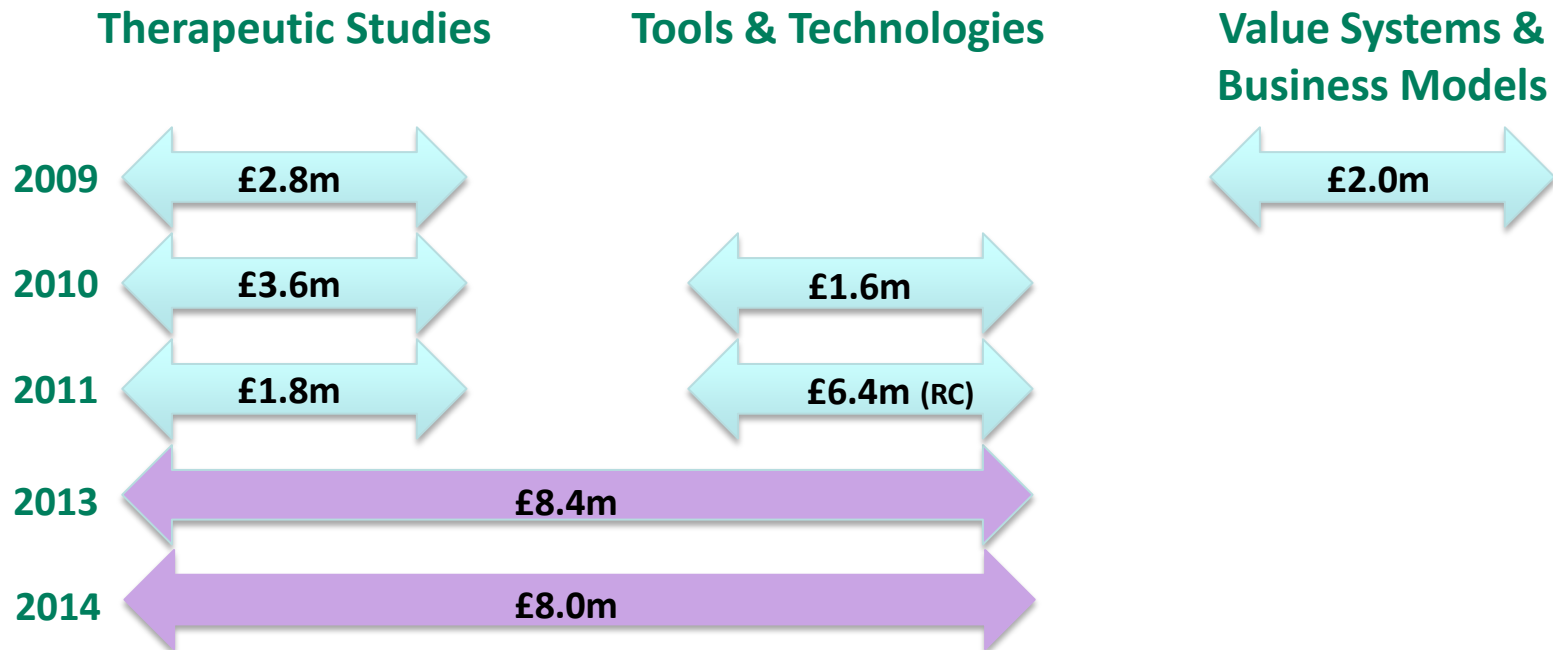 Therapeutic Studies
Tools & Technologies
Value Systems &
Business Models
2009
£2.8m
£2.0m
2010
£3.6m
£1.6m
2011
£1.8m
£6.4m (RC)
2013
£8.4m
2014
£8.0m